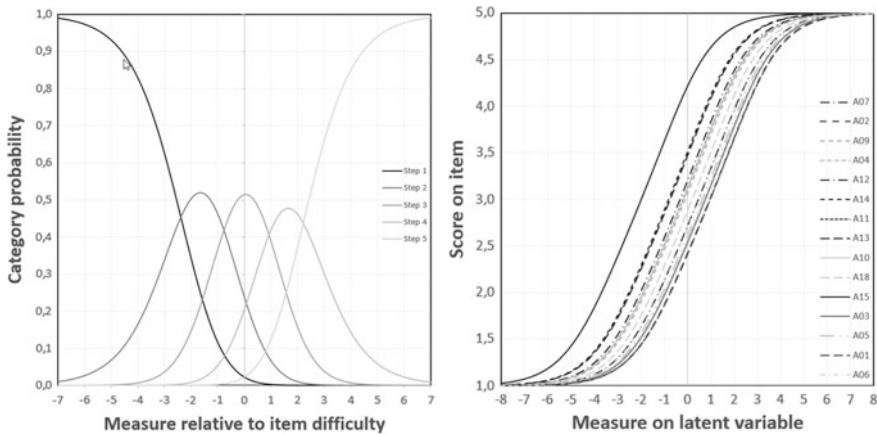 1,0
0,9
0,8
0,7
0,6
0,5
0,4
0,3
0,2
0,1
0,0
Category probability
-7 -6 -5 -4 -3 -2 -1 0 1 2 3 4 5 6 7
Measure relative to item difficulty
Step 1
Step 2
Step 3
Step 4
Step 5
5,0
4,5
4,0
3,5
3,0
2,5
2,0
1,5
1,0
Score on item
-8 -7 -6 -5 -4 -3 -2 -1 0 1 2 3 4 5 6 7 8
Measure on latent variable
A07
A02
A09
A04
A12
A14
A11
A13
A10
A18
A15
A03
A05
A01
A06